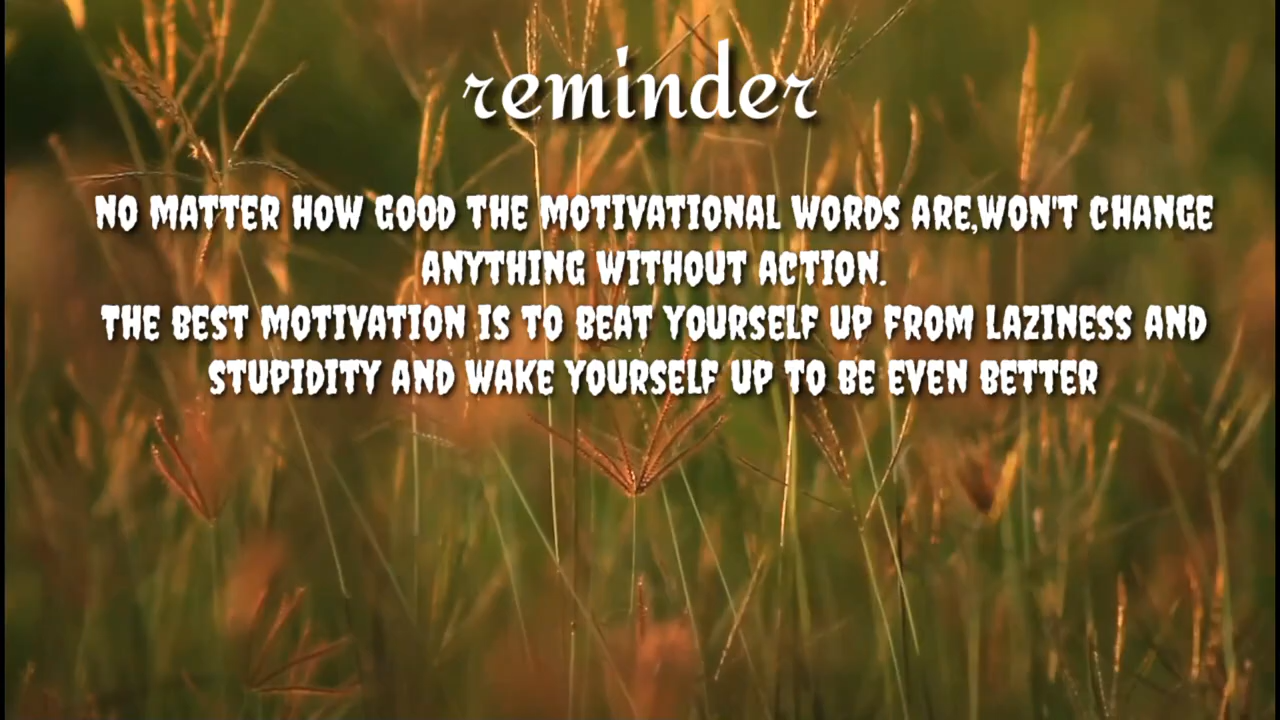 reminder
NO MATTER HOW GOOD THE MOTIVATIONAL WORDS ARE,WON'T CHANGE
ANYTHING WITHOUT ACTION.
THE BEST MOTIVATION IS TO BEAT YOURSELF UP FROM LAZINESS AND
STUPIDITY AND WAKE YOURSELF UP TO BE EVEN BETTER